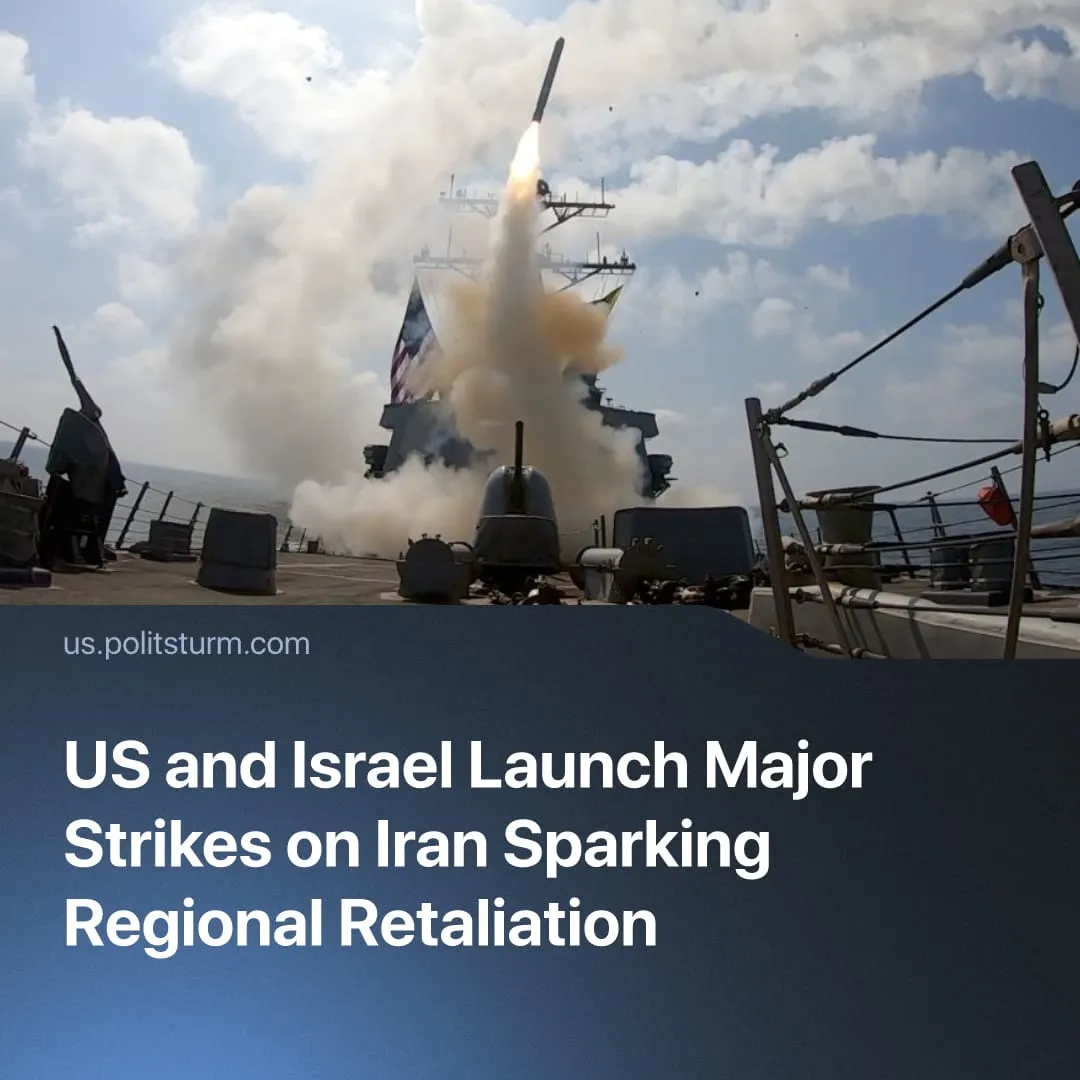 us.politsturm.com
US and Israel Launch Major
Strikes on Iran Sparking
Regional Retaliation